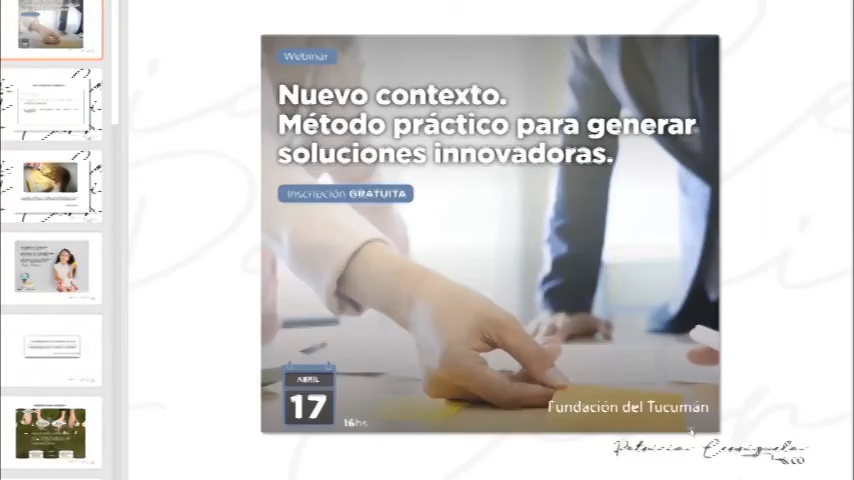 Webinar
Nuevo contexto.
Método práctico para generar
soluciones innovadoras.
Inscripción GRATUITA
ABRIL
17
16hs
Fundación del Tucumán